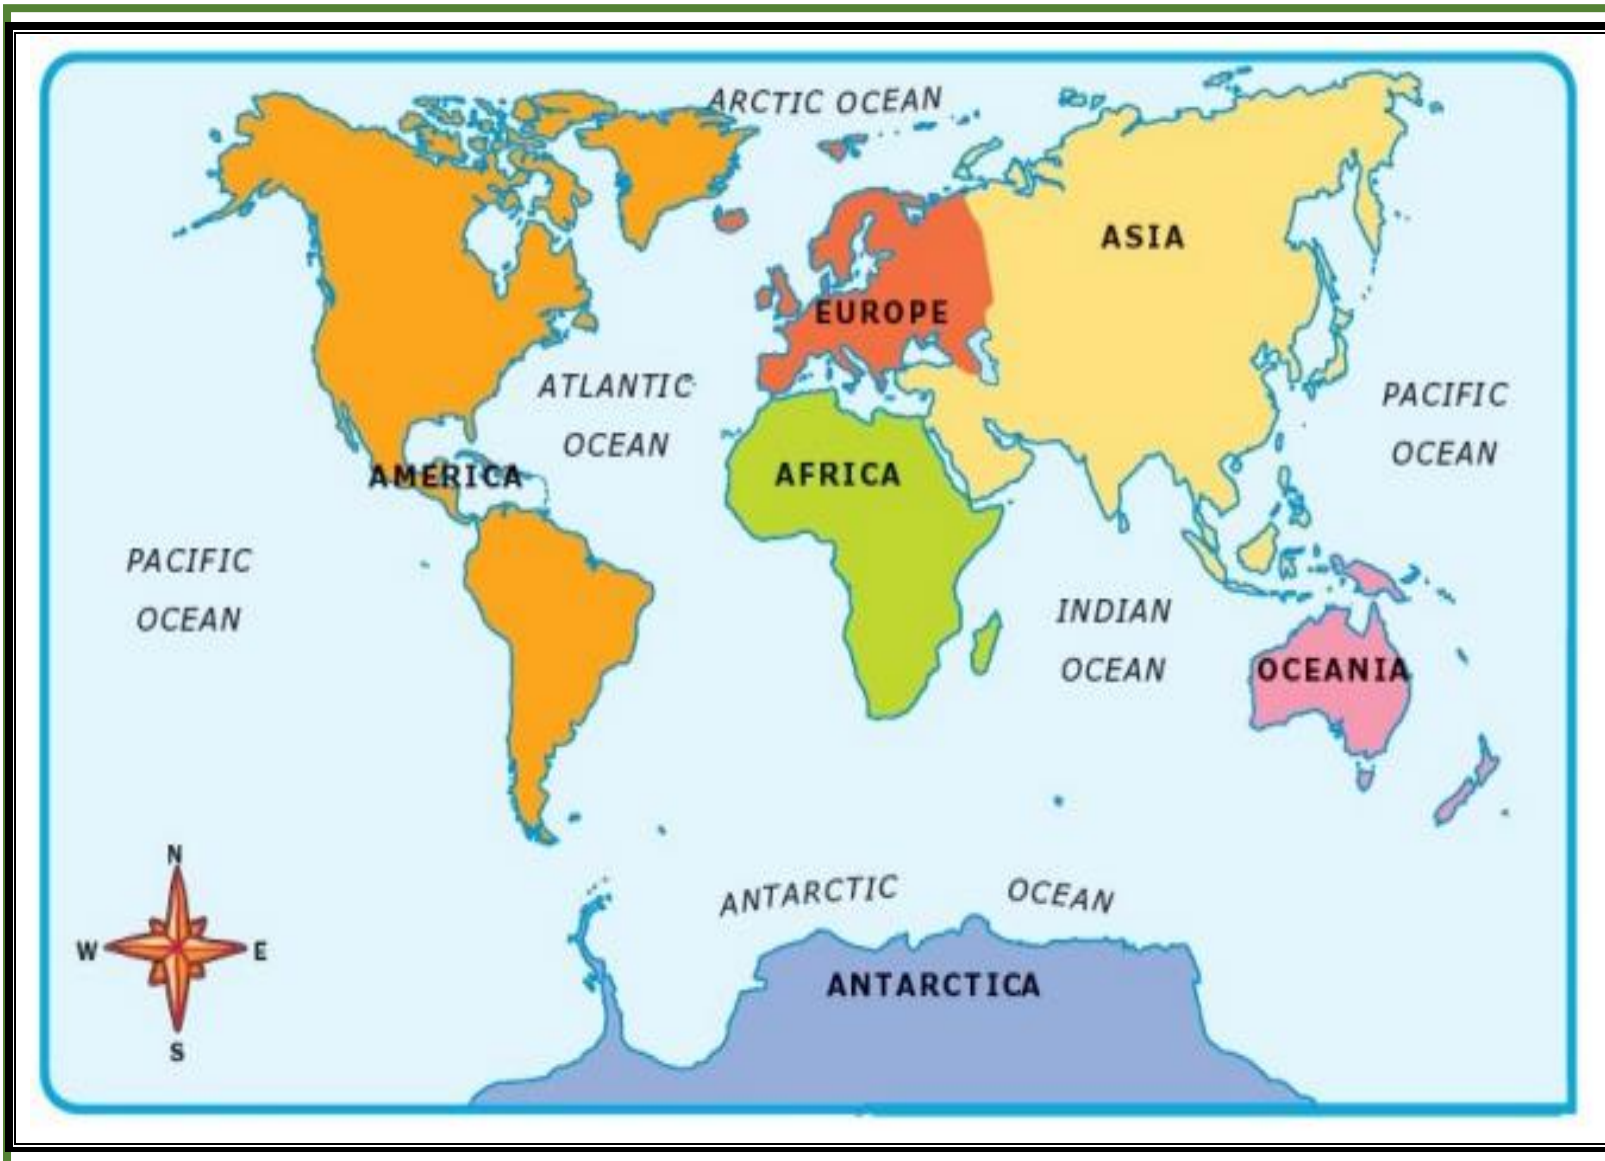 ARCTIC OCEAN
ASIA
EUROPE
ATLANTIC
OCEAN
PACIFIC
OCEAN
AMERICA
AFRICA
PACIFIC
OCEAN
INDIAN
OCEAN
OCEANIA
N
W E
S
ANTARCTIC OCEAN
ANTARCTICA